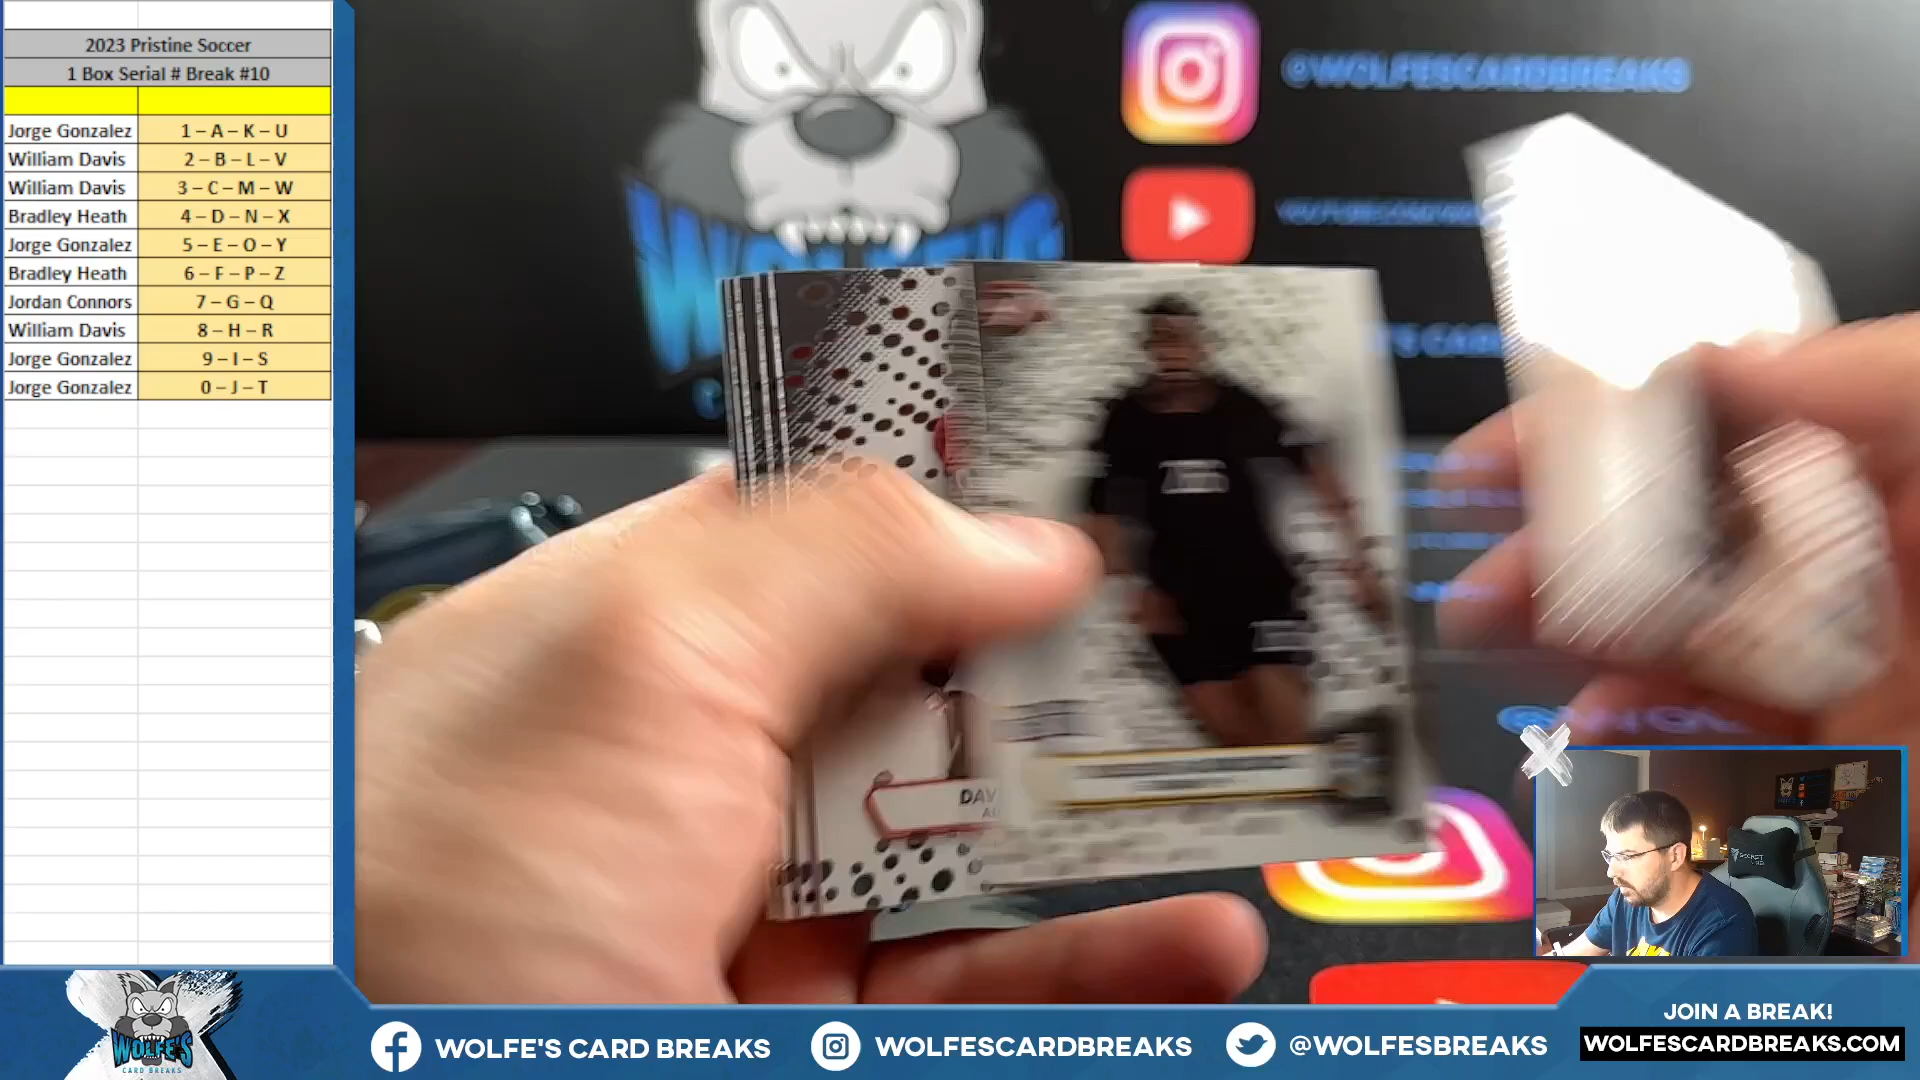 2023 Pristine Soccer
1 Box Serial # Break #10
Jorge Gonzalez 1 – A – K – U
William Davis 2 – B – L – V
William Davis 3 – C – M – W
Bradley Heath 4 – D – N – X
Jorge Gonzalez 5 – E – O – Y
Bradley Heath 6 – F – P – Z
Jordan Connors 7 – G – Q
William Davis 8 – H – R
Jorge Gonzalez 9 – I – S
Jorge Gonzalez 0 – J – T
@WOLFESCARDBREAKS
DAV
WOLFE'S
CARD BREAKS
WOLFE'S CARD BREAKS
WOLFESCARDBREAKS
@WOLFESBREAKS
JOIN A BREAK!
WOLFESCARDBREAKS.COM